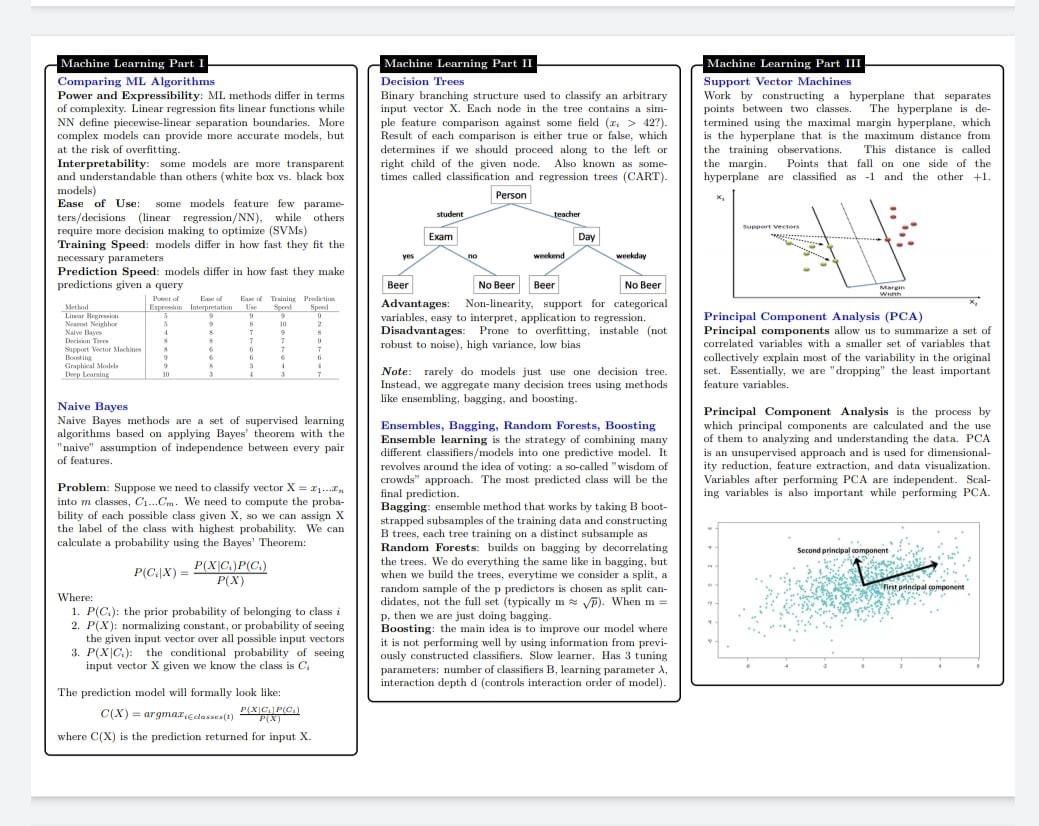 Machine Learning Part I
Comparing ML Algorithms
Power and Expressibility: ML methods differ in terms
of complexity. Linear regression fits linear functions while
NN define piecewise-linear separation boundaries. More
complex models can provide more accurate models, but
at the risk of overfitting.
Interpretability: some models are more transparent
and understandable than others (white box vs. black box
models)
Ease of Use: some models feature few parame-
ters/decisions (linear regression/NN), while others
require more decision making to optimize (SVMs)
Training Speed: models differ in how fast they fit the
necessary parameters
Prediction Speed: models differ in how fast they make
predictions given a query
Power of Ease of Ease of Training Prediction
Method Expression Interpretation Use Speed Speed
Linear Regression 5 9 9 9 9
Nearest Neighbor 5 9 8 10 2
Naive Bayes 4 8 7 9 8
Decision Trees 8 8 7 7 9
Support Vector Machines 8 6 6 7 7
Boosting 9 6 6 6 6
Graphical Models 9 8 3 4 4
Deep Learning 10 3 4 3 7
Naive Bayes
Naive Bayes methods are a set of supervised learning
algorithms based on applying Bayes' theorem with the
"naive" assumption of independence between every pair
of features.
Problem: Suppose we need to classify vector X = x₁...xₙ
into m classes, C₁...Cₘ. We need to compute the proba-
bility of each possible class given X, so we can assign X
the label of the class with highest probability. We can
calculate a probability using the Bayes' Theorem:
P(Cᵢ|X) = P(X|Cᵢ)P(Cᵢ) / P(X)
Where:
1. P(Cᵢ): the prior probability of belonging to class i
2. P(X): normalizing constant, or probability of seeing
the given input vector over all possible input vectors
3. P(X|Cᵢ): the conditional probability of seeing
input vector X given we know the class is Cᵢ
The prediction model will formally look like:
C(X) = argmaxᵢ∈classes(t) P(X|Cᵢ)P(Cᵢ) / P(X)
where C(X) is the prediction returned for input X.
Machine Learning Part II
Decision Trees
Binary branching structure used to classify an arbitrary
input vector X. Each node in the tree contains a sim-
ple feature comparison against some field (xᵢ > 42?).
Result of each comparison is either true or false, which
determines if we should proceed along to the left or
right child of the given node. Also known as some-
times called classification and regression trees (CART).
Person
student teacher
Exam Day
yes no weekend weekday
Beer No Beer Beer No Beer
Advantages: Non-linearity, support for categorical
variables, easy to interpret, application to regression.
Disadvantages: Prone to overfitting, instable (not
robust to noise), high variance, low bias
Note: rarely do models just use one decision tree.
Instead, we aggregate many decision trees using methods
like ensembling, bagging, and boosting.
Ensembles, Bagging, Random Forests, Boosting
Ensemble learning is the strategy of combining many
different classifiers/models into one predictive model. It
revolves around the idea of voting: a so-called "wisdom of
crowds" approach. The most predicted class will be the
final prediction.
Bagging: ensemble method that works by taking B boot-
strapped subsamples of the training data and constructing
B trees, each tree training on a distinct subsample as
Random Forests: builds on bagging by decorrelating
the trees. We do everything the same like in bagging, but
when we build the trees, everytime we consider a split, a
random sample of the p predictors is chosen as split can-
didates, not the full set (typically m ≈ √p). When m =
p, then we are just doing bagging.
Boosting: the main idea is to improve our model where
it is not performing well by using information from previ-
ously constructed classifiers. Slow learner. Has 3 tuning
parameters: number of classifiers B, learning parameter λ,
interaction depth d (controls interaction order of model).
Machine Learning Part III
Support Vector Machines
Work by constructing a hyperplane that separates
points between two classes. The hyperplane is de-
termined using the maximal margin hyperplane, which
is the hyperplane that is the maximum distance from
the training observations. This distance is called
the margin. Points that fall on one side of the
hyperplane are classified as -1 and the other +1.
Support Vectors
Margin
Width
Principal Component Analysis (PCA)
Principal components allow us to summarize a set of
correlated variables with a smaller set of variables that
collectively explain most of the variability in the original
set. Essentially, we are "dropping" the least important
feature variables.
Principal Component Analysis is the process by
which principal components are calculated and the use
of them to analyzing and understanding the data. PCA
is an unsupervised approach and is used for dimensional-
ity reduction, feature extraction, and data visualization.
Variables after performing PCA are independent. Scal-
ing variables is also important while performing PCA.
Second principal component
First principal component